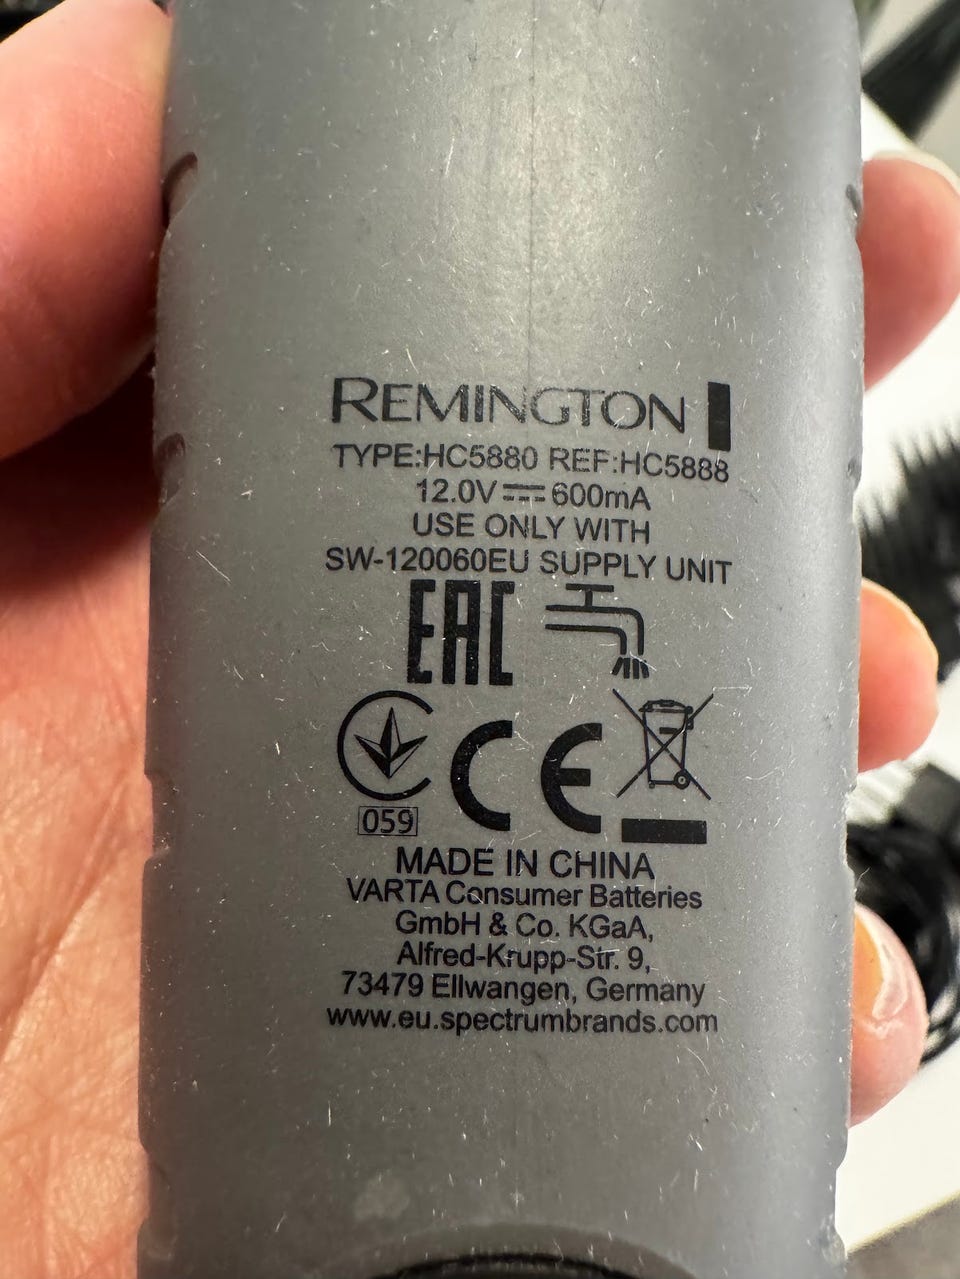 REMINGTON
TYPE:HC5880 REF:HC5888
12.0V⎓600mA
USE ONLY WITH
SW-120060EU SUPPLY UNIT
EAC
CE
059
MADE IN CHINA
VARTA Consumer Batteries
GmbH & Co. KGaA,
Alfred-Krupp-Str. 9,
73479 Ellwangen, Germany
www.eu.spectrumbrands.com